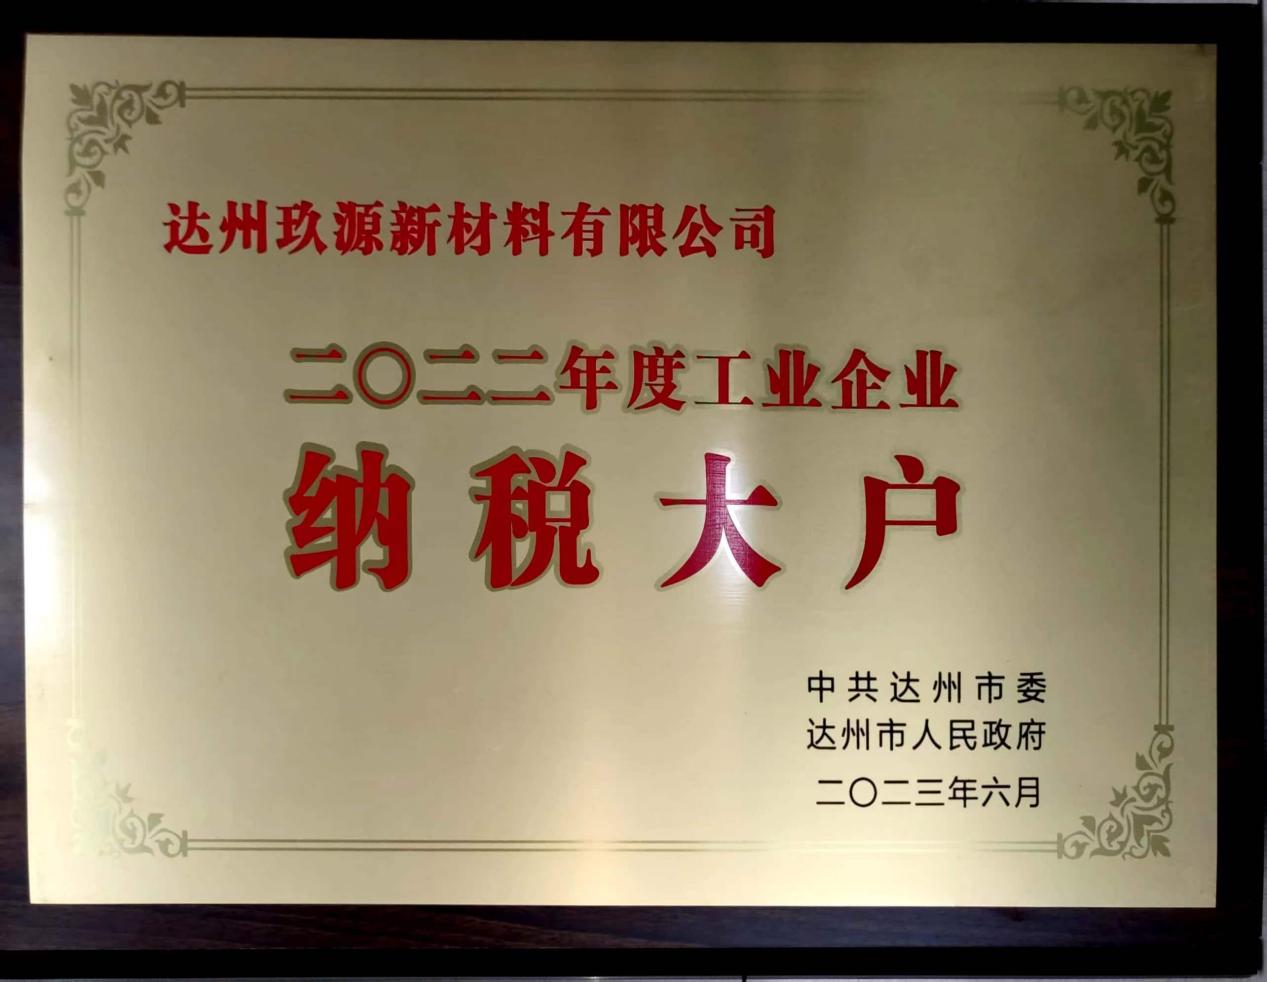 达州玖源新材料有限公司
二〇二二年度工业企业
纳税大户
中共达州市委
达州市人民政府
二〇二三年六月